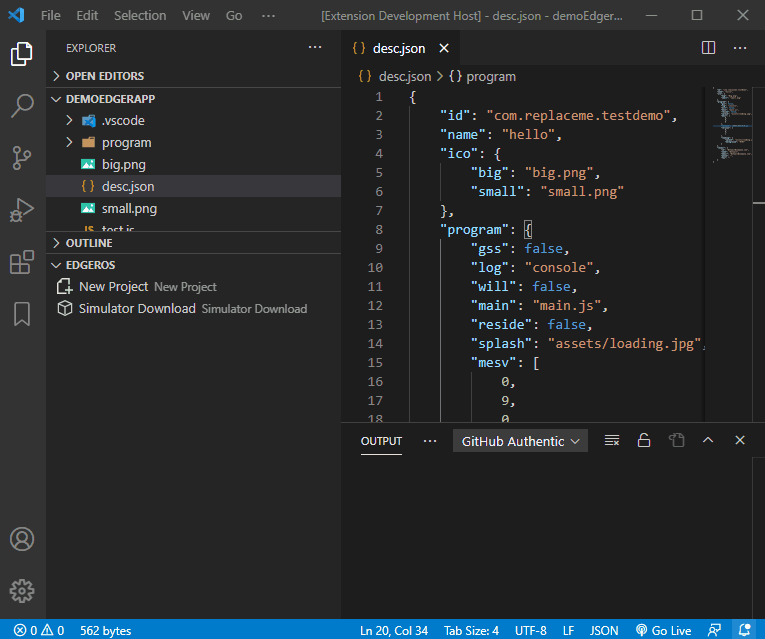 File Edit Selection View Go ··· [Extension Development Host] - desc.json - demoEdger...
EXPLORER ···
OPEN EDITORS
DEMOEDGERAPP
.vscode
program
big.png
{ } desc.json
small.png
JS test.js
OUTLINE
EDGEROS
New Project New Project
Simulator Download Simulator Download
{ } desc.json
{ } desc.json > { } program
1 {
2 "id": "com.replaceme.testdemo",
3 "name": "hello",
4 "ico": {
5 "big": "big.png",
6 "small": "small.png"
7 },
8 "program": {
9 "gss": false,
10 "log": "console",
11 "will": false,
12 "main": "main.js",
13 "reside": false,
14 "splash": "assets/loading.jpg",
15 "mesv": [
16 0,
17 9,
18 0
OUTPUT ··· GitHub Authentic
0 0 562 bytes Ln 20, Col 34 Tab Size: 4 UTF-8 LF JSON Go Live